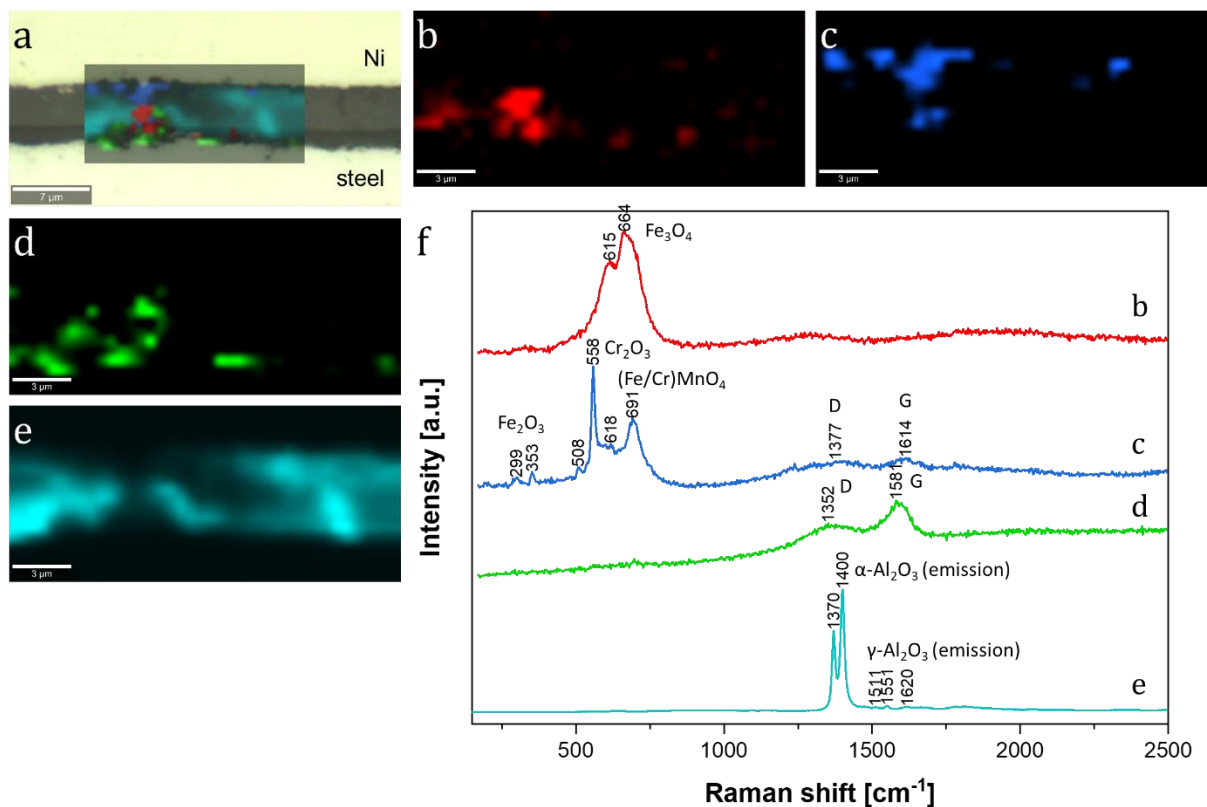 a
Ni
steel
7 µm
b
3 µm
c
3 µm
d
3 µm
e
3 µm
f
615
664
Fe₃O₄
b
558
Cr₂O₃
(Fe/Cr)MnO₄
Fe₂O₃
299
353
508
618
691
D
1377
G
1614
c
1352
D
1581
G
d
1370
1400
α-Al₂O₃ (emission)
γ-Al₂O₃ (emission)
1511
1551
1620
e
Intensity [a.u.]
500
1000
1500
2000
2500
Raman shift [cm⁻¹]